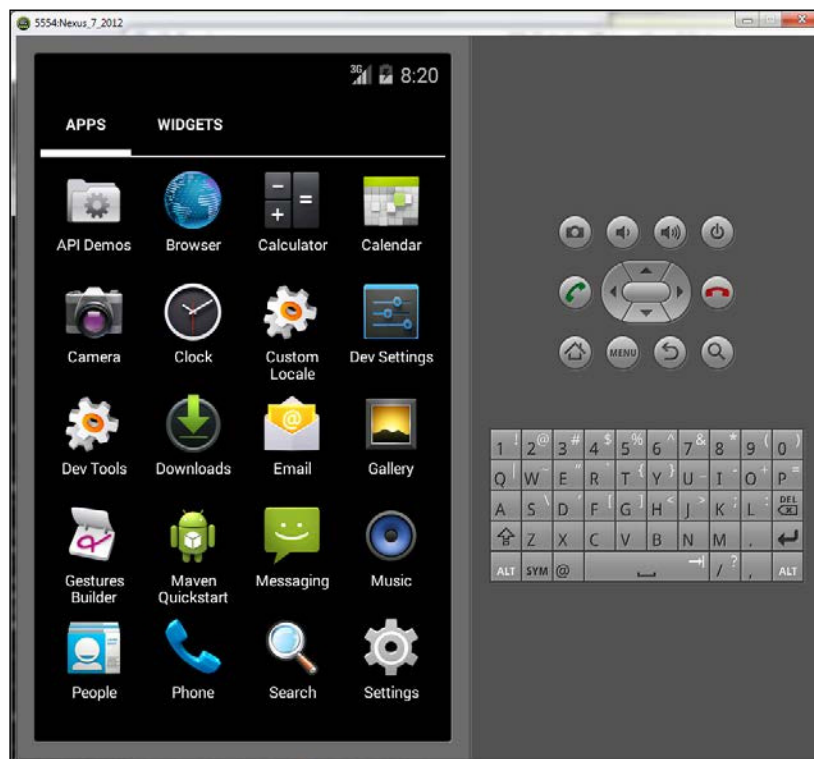 5554:Nexus_7_2012
3G 8:20
APPS WIDGETS
API Demos Browser Calculator Calendar
Camera Clock Custom Locale Dev Settings
Dev Tools Downloads Email Gallery
Gestures Builder Maven Quickstart Messaging Music
People Phone Search Settings
MENU
1 ! 2 @ 3 # 4 $ 5 % 6 ^ 7 & 8 * 9 ( 0 )
Q | W ~ E " R ` T { Y } U _ I - O + P =
A S \ D ' F [ G ] H < J > K ; L : DEL
Z X C V B N M .
ALT SYM @ / ? , ALT